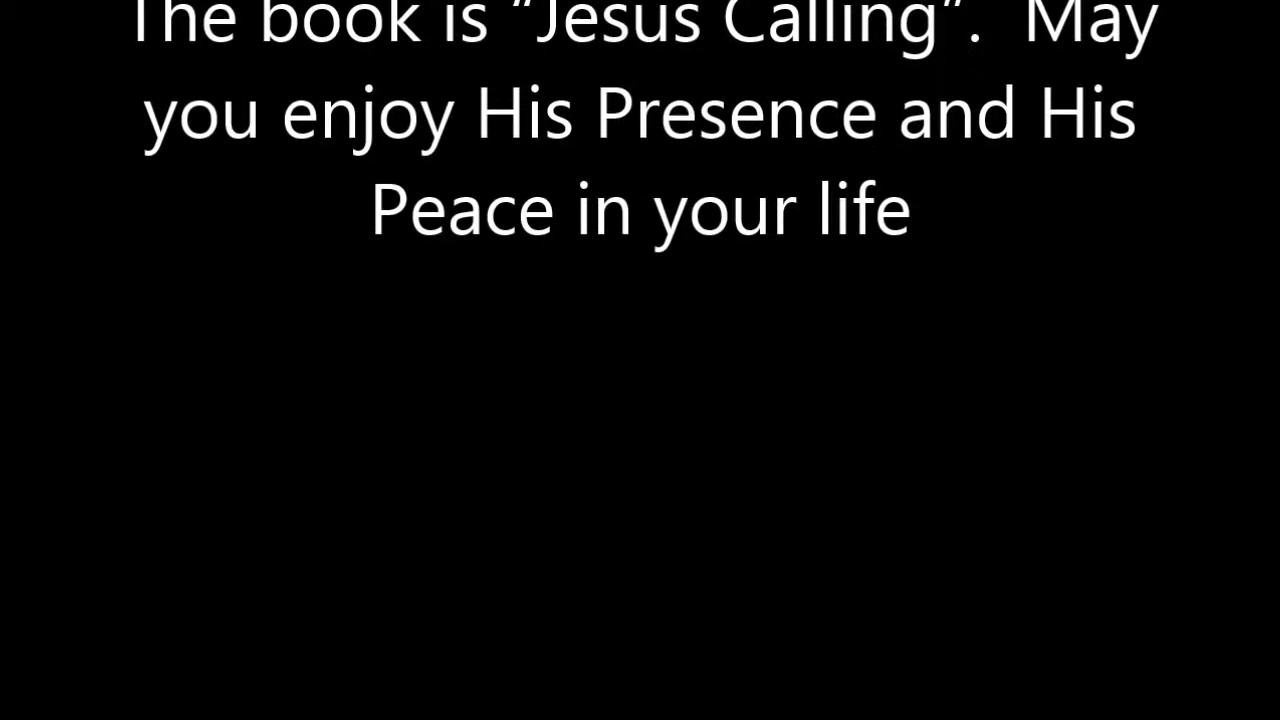 The book is “Jesus Calling”.  May
you enjoy His Presence and His
Peace in your life